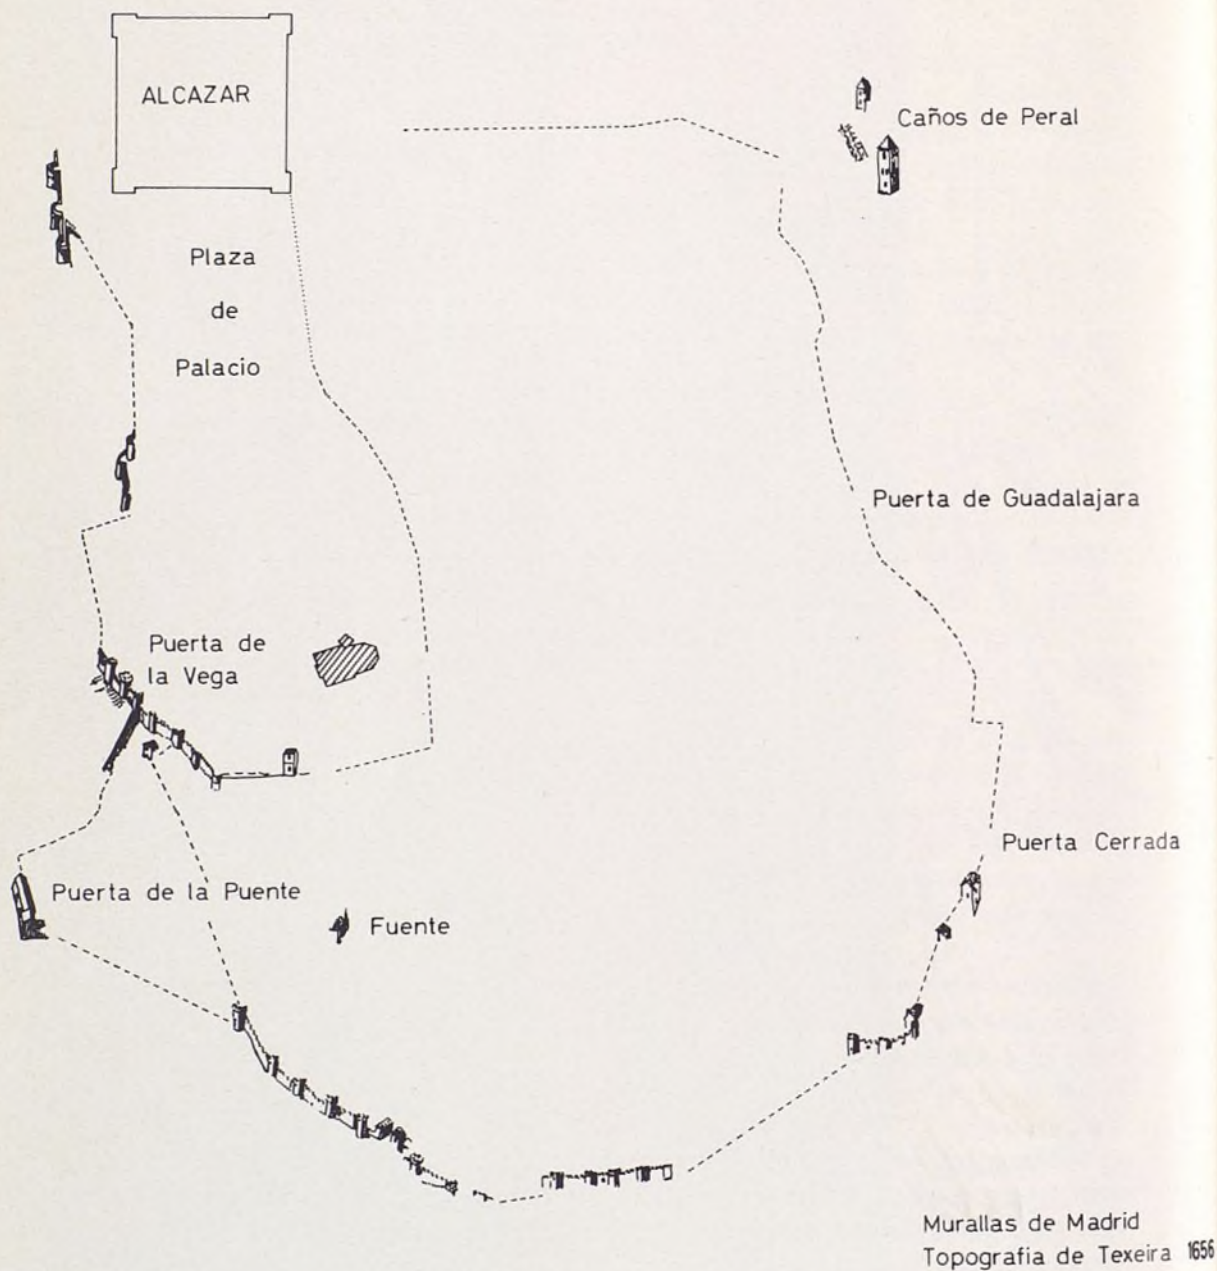 ALCAZAR
Caños de Peral
Plaza
de
Palacio
Puerta de Guadalajara
Puerta de
la Vega
Puerta Cerrada
Puerta de la Puente
Fuente
Murallas de Madrid
Topografia de Texeira 1656